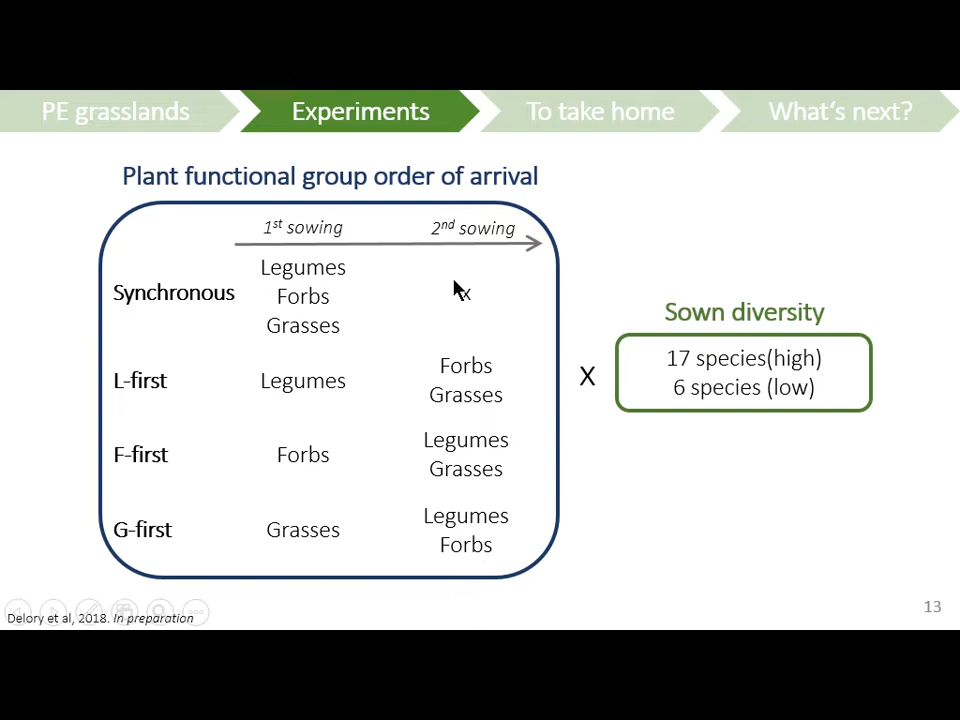 PE grasslands
Experiments
To take home
What's next?
Plant functional group order of arrival
1st sowing
2nd sowing
Synchronous
Legumes
Forbs
Grasses
x
L-first
Legumes
Forbs
Grasses
F-first
Forbs
Legumes
Grasses
G-first
Grasses
Legumes
Forbs
X
Sown diversity
17 species(high)
6 species (low)
Delory et al, 2018. In preparation
13